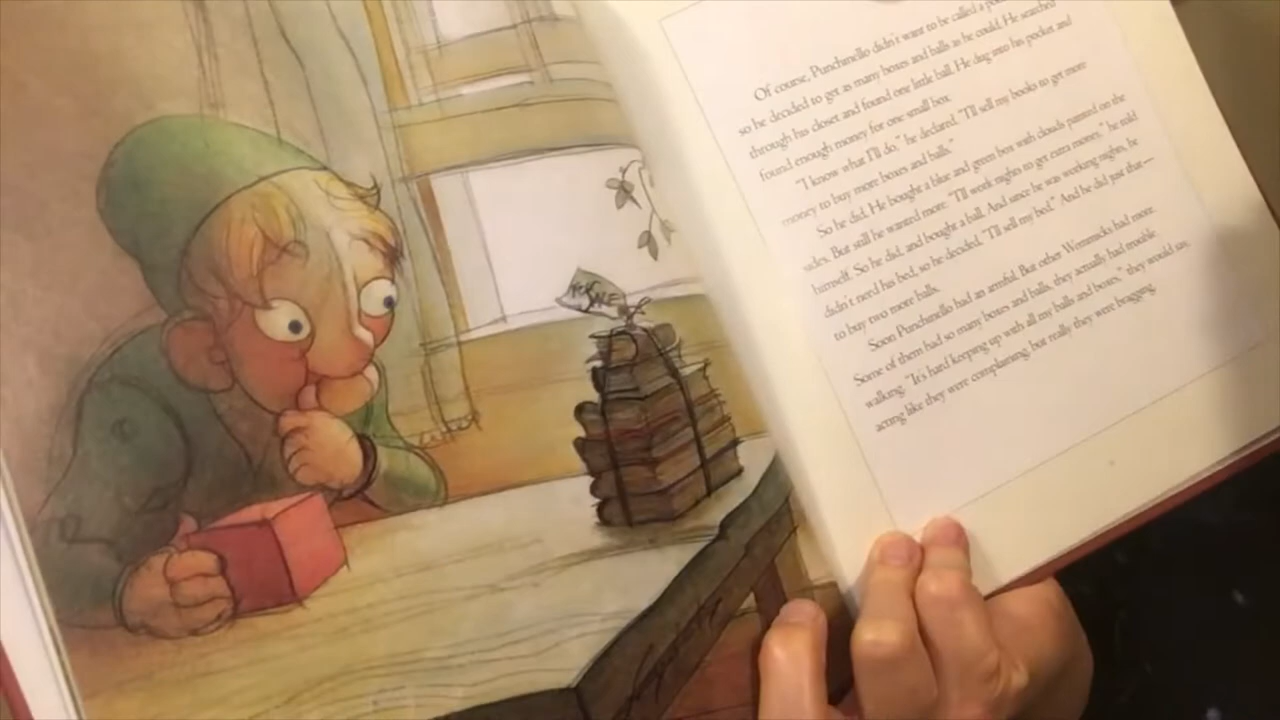 Of course, Punchinello didn't want to be called a
so he decided to get as many boxes and balls as he could. He searched
through his closet and found one little ball. He dug into his pocket and
found enough money for one small box.
"I know what I'll do," he declared. "I'll sell my books to get more
money to buy more boxes and balls."
So he did. He bought a blue and green box with clouds painted on the
sides. But still he wanted more. "I'll work nights to get extra money," he told
himself. So he did, and bought a ball. And since he was working nights, he
didn't need his bed, so he decided, "I'll sell my bed." And he did just that—
to buy two more balls.
Soon Punchinello had an armful. But other Wemmicks had more.
Some of them had so many boxes and balls, they actually had trouble
walking. "It's hard keeping up with all my balls and boxes," they would say,
acting like they were complaining; but really they were bragging.